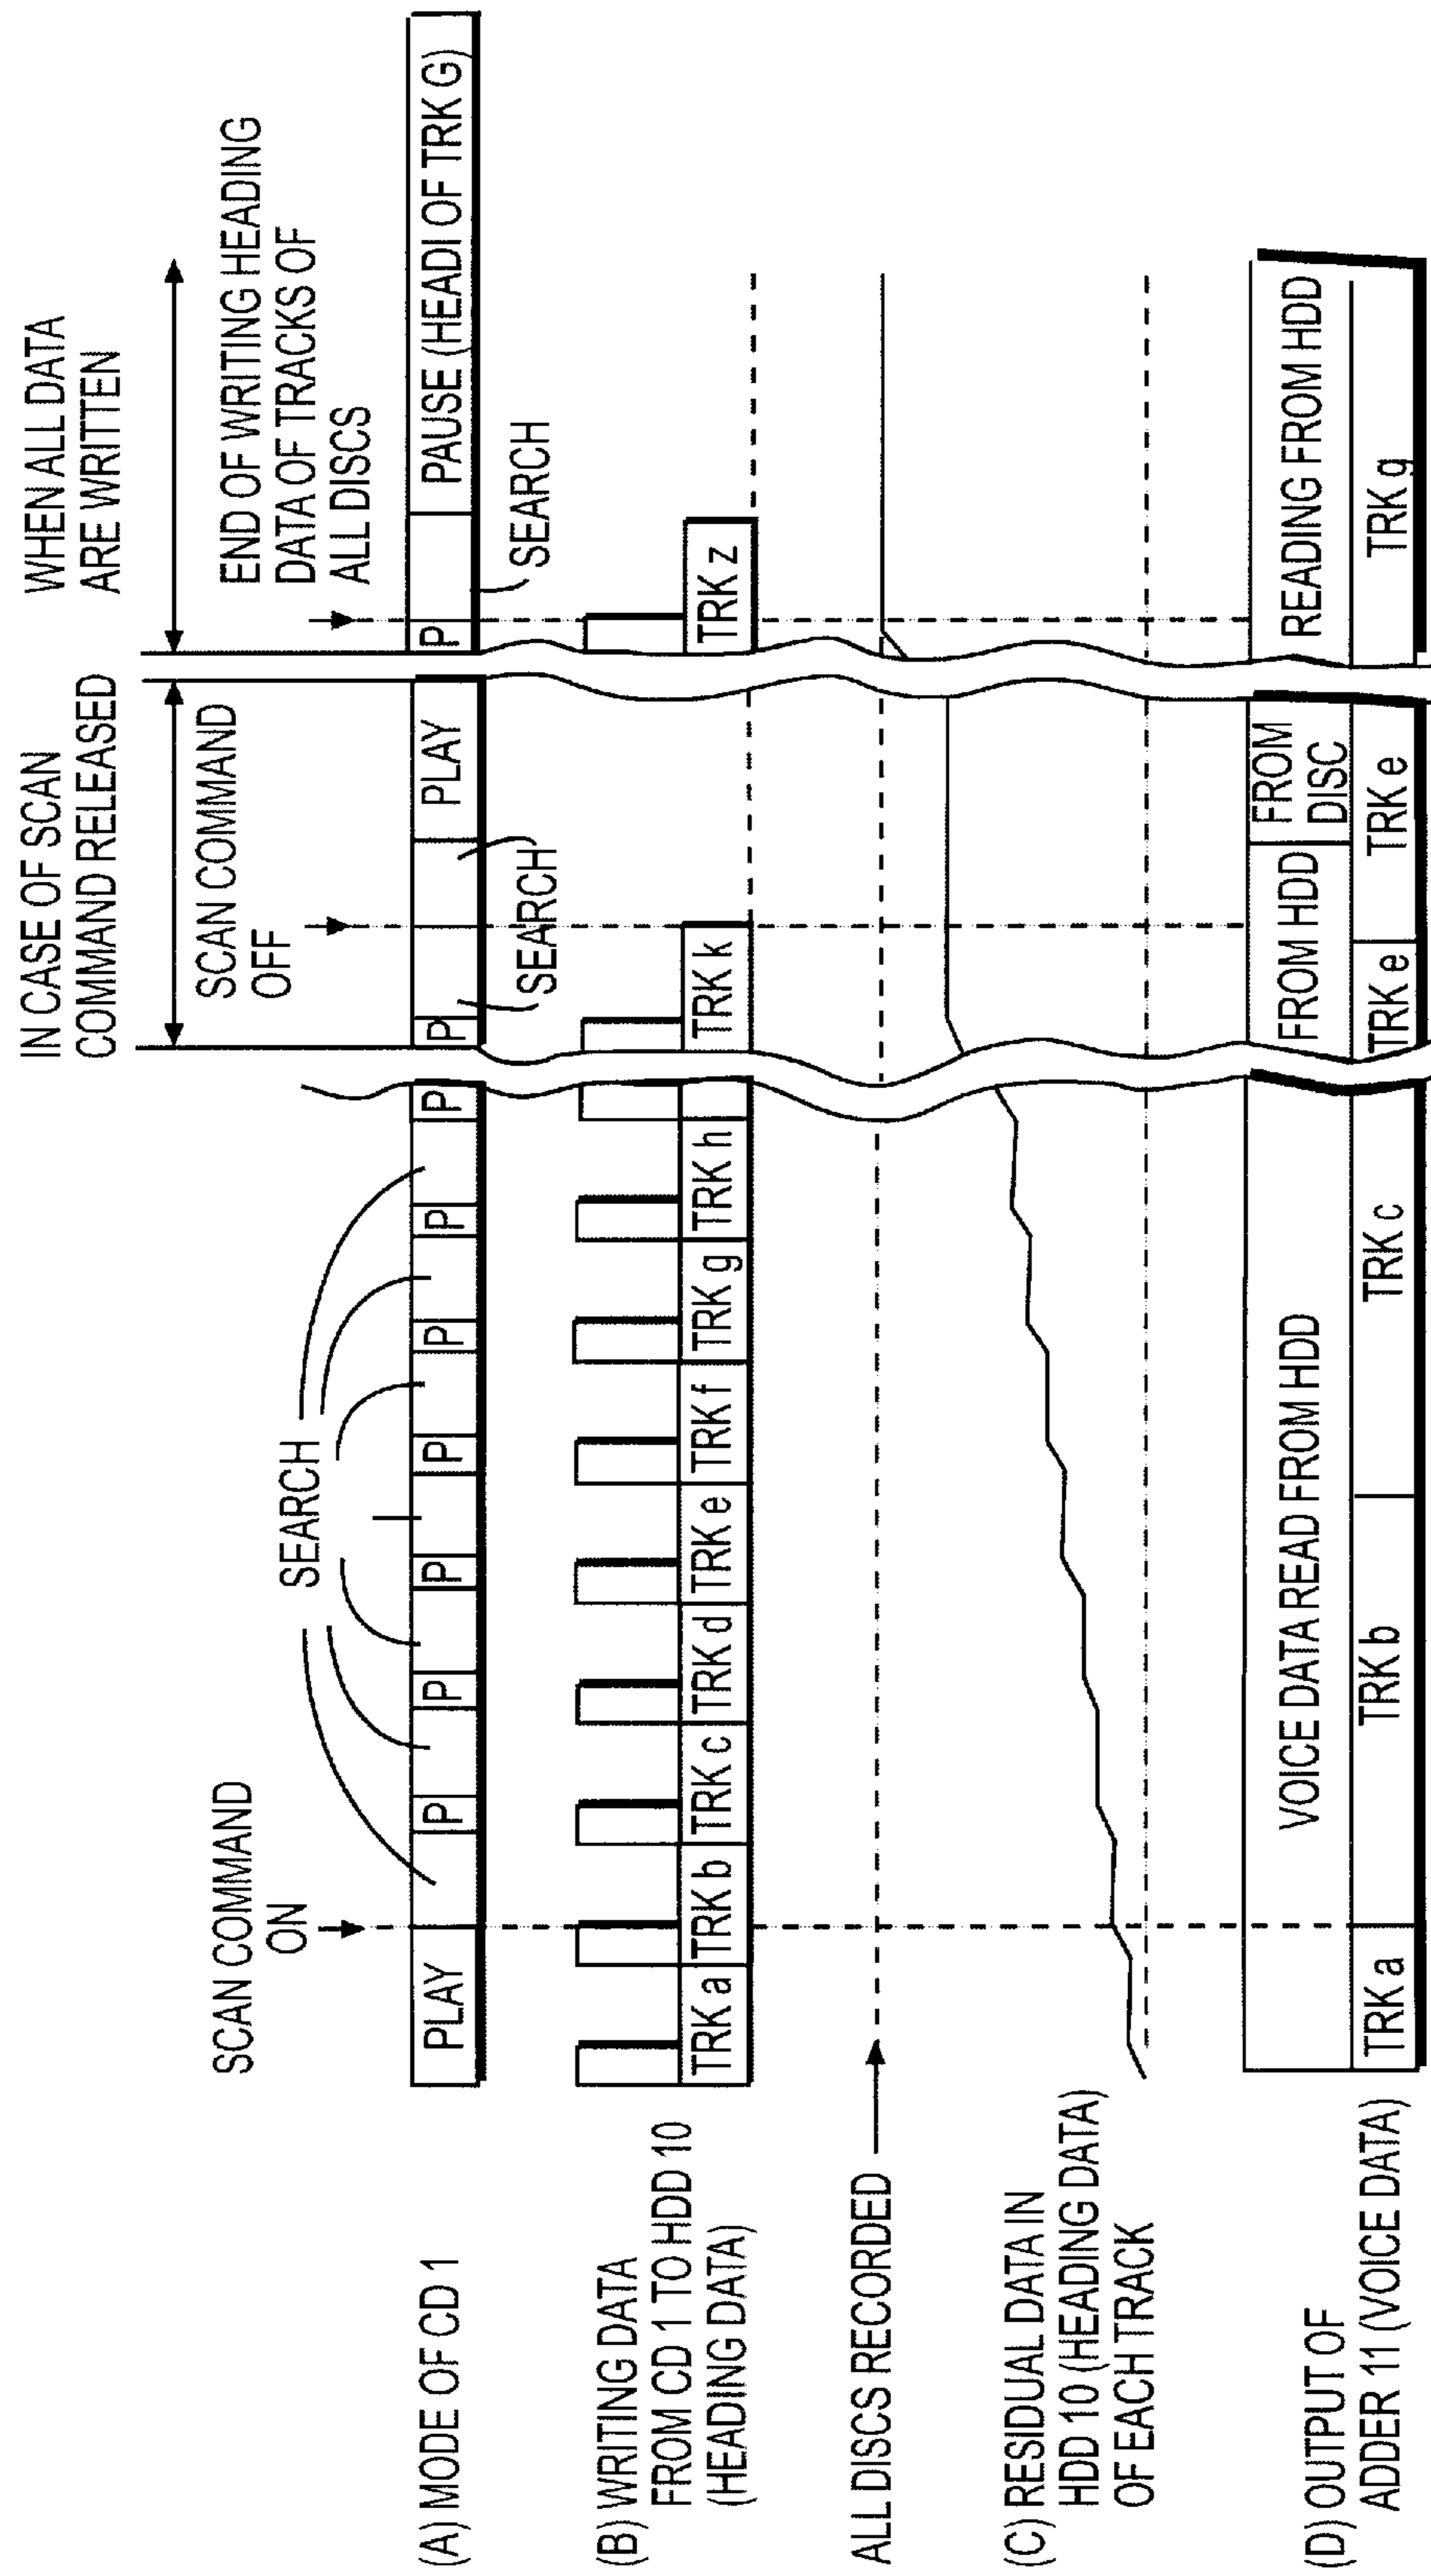 WHEN ALL DATA
ARE WRITTEN
IN CASE OF SCAN
COMMAND RELEASED
END OF WRITING HEADING
DATA OF TRACKS OF
ALL DISCS
SCAN COMMAND
OFF
SCAN COMMAND
ON
SEARCH
(A) MODE OF CD 1
PLAY
P
P
P
P
P
P
P
P
PLAY
P
PAUSE (HEADI OF TRK G)
SEARCH
SEARCH
(B) WRITING DATA
FROM CD 1 TO HDD 10
(HEADING DATA)
TRK a
TRK b
TRK c
TRK d
TRK e
TRK f
TRK g
TRK h
TRK k
TRK z
ALL DISCS RECORDED
(C) RESIDUAL DATA IN
HDD 10 (HEADING DATA)
OF EACH TRACK
(D) OUTPUT OF
ADDER 11 (VOICE DATA)
VOICE DATA READ FROM HDD
FROM HDD
FROM
DISC
READING FROM HDD
TRK a
TRK b
TRK c
TRK e
TRK e
TRK g